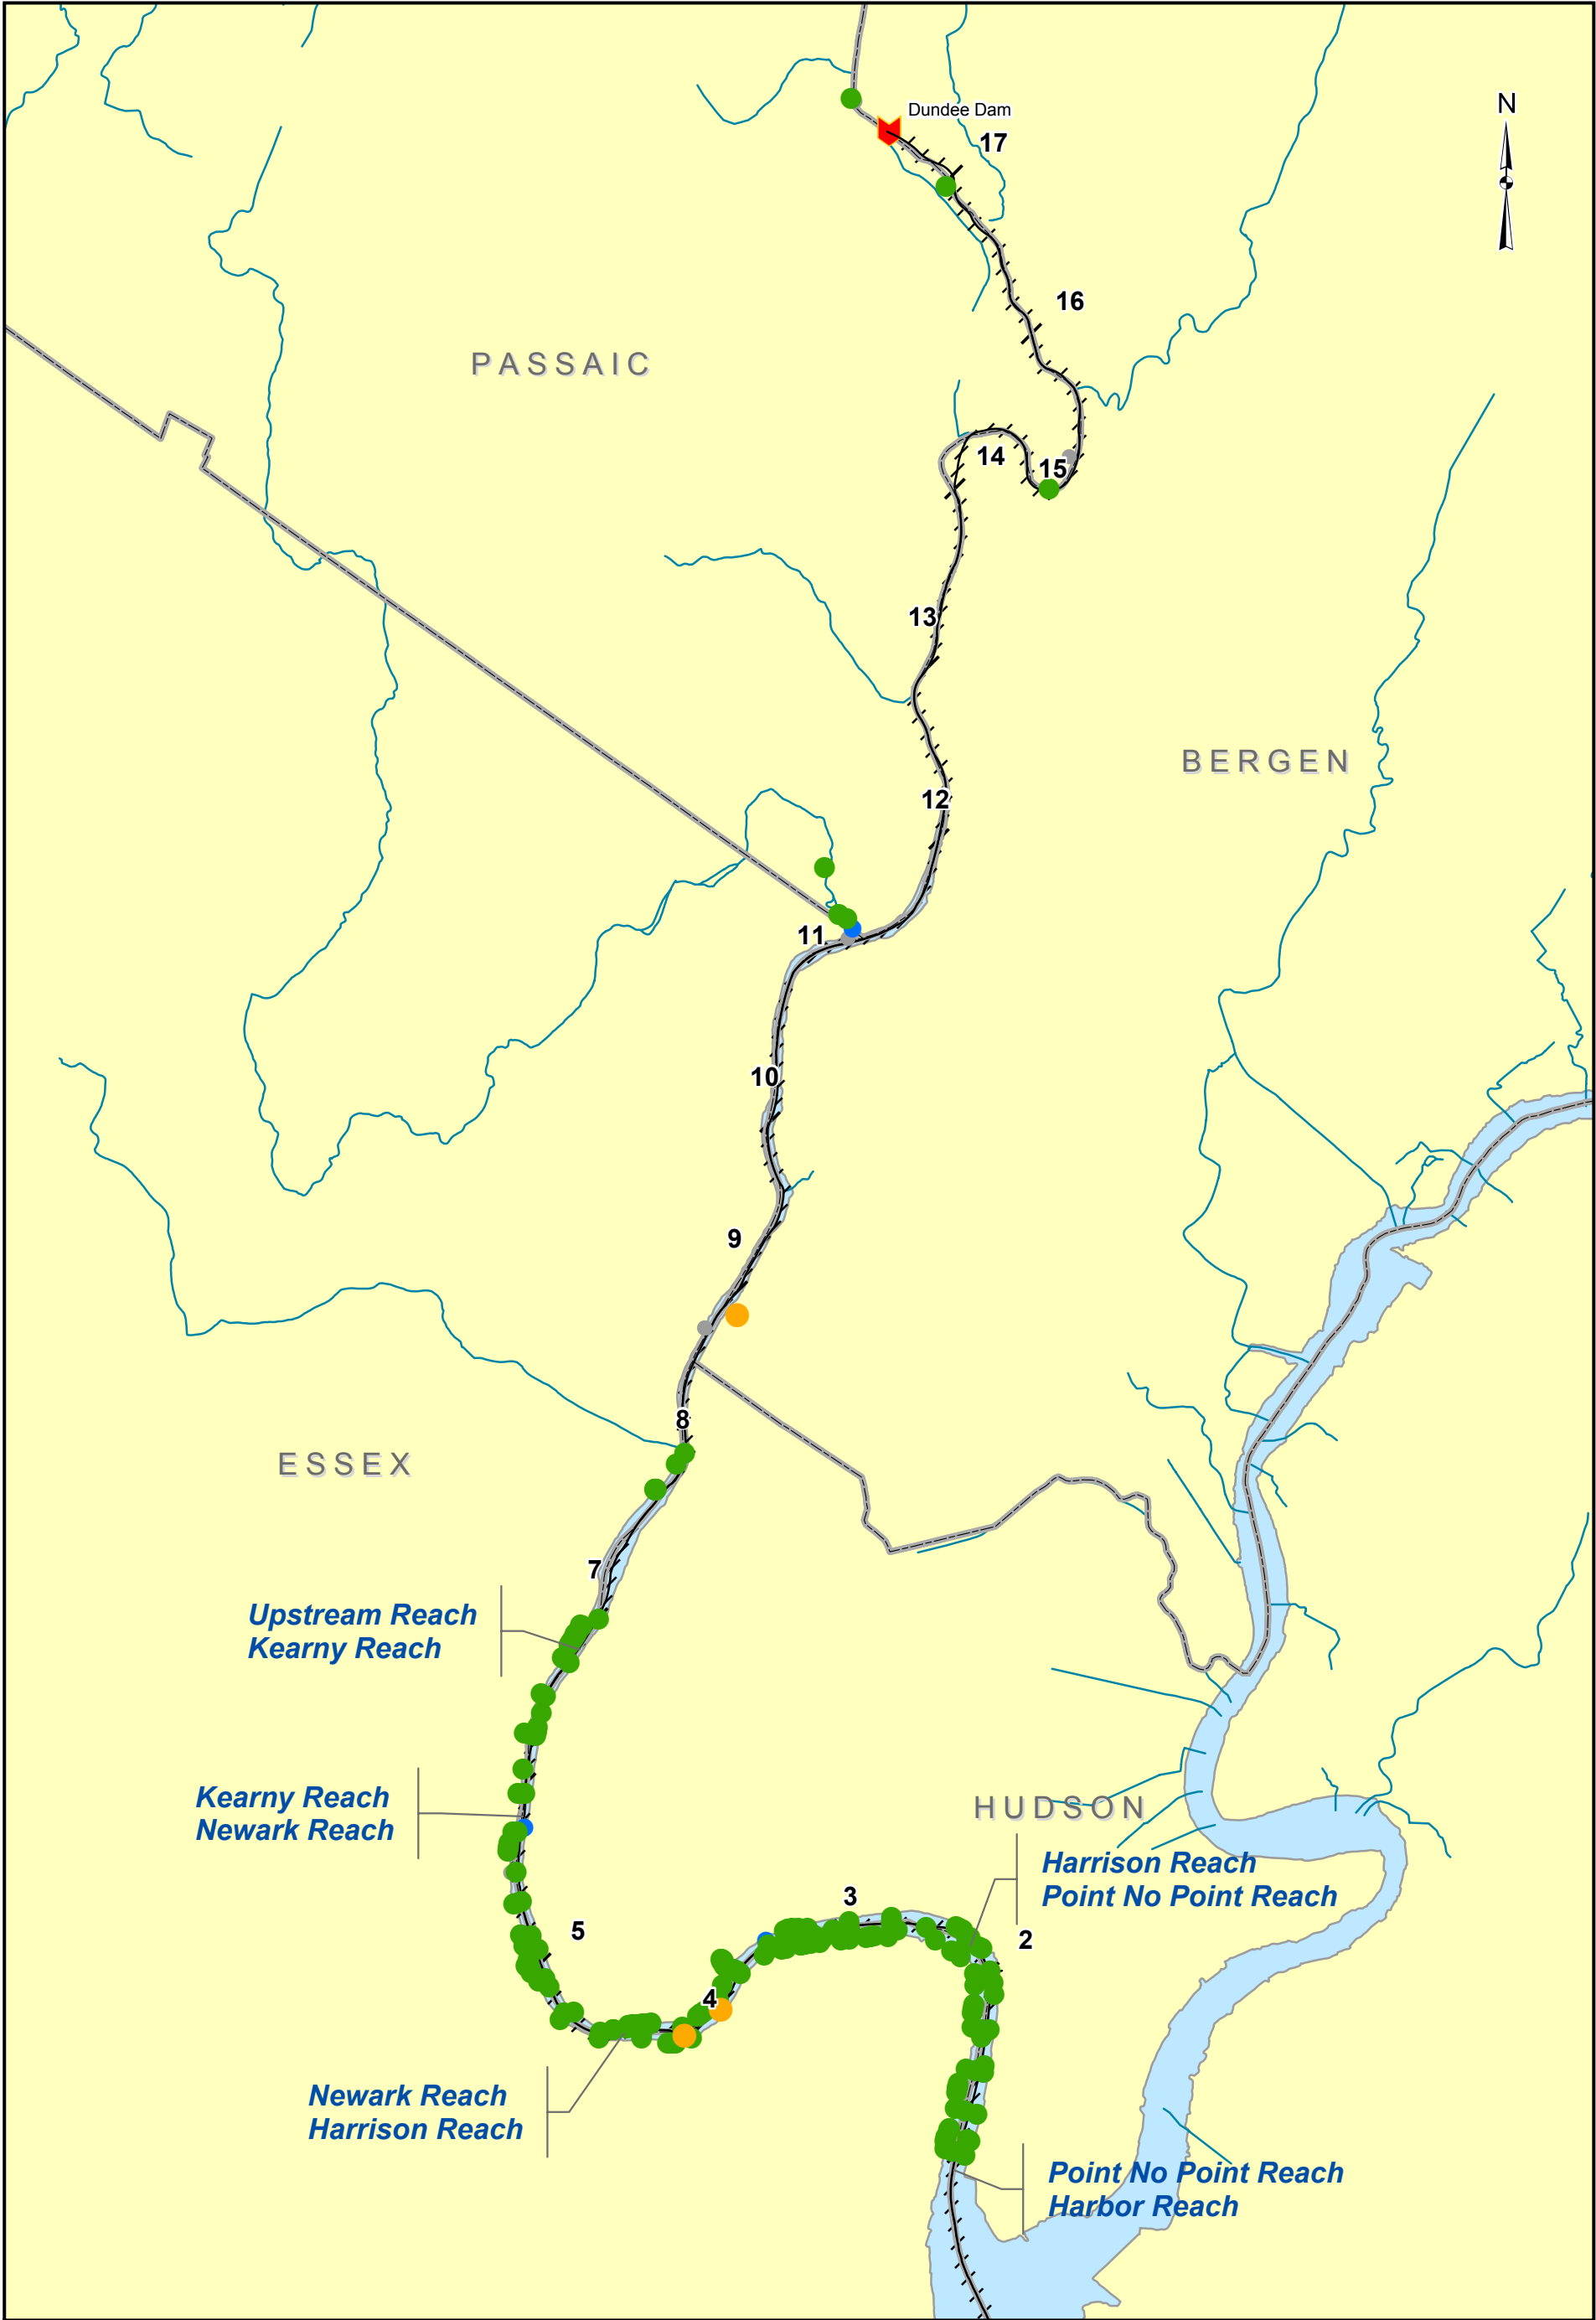 N
Dundee Dam
17
16
PASSAIC
14
15
13
BERGEN
12
11
10
9
8
ESSEX
7
Upstream Reach
Kearny Reach
Kearny Reach
Newark Reach
HUDSON
Harrison Reach
Point No Point Reach
3
5
2
4
Newark Reach
Harrison Reach
Point No Point Reach
Harbor Reach